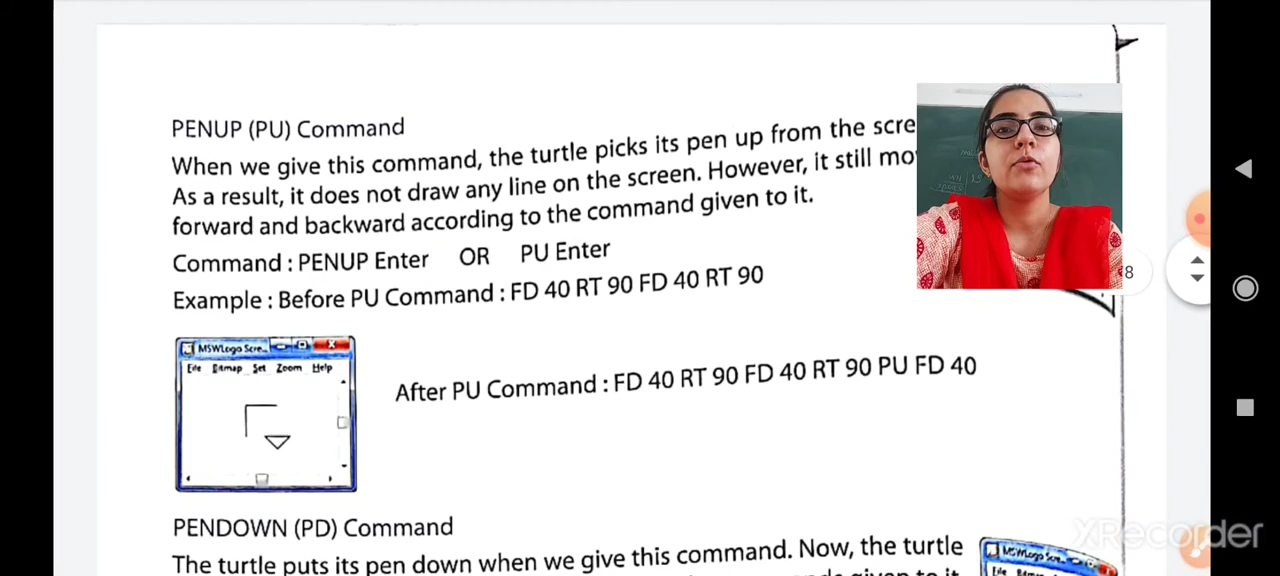 PENUP (PU) Command
When we give this command, the turtle picks its pen up from the scre
As a result, it does not draw any line on the screen. However, it still mo
forward and backward according to the command given to it.
Command : PENUP Enter OR PU Enter
Example : Before PU Command : FD 40 RT 90 FD 40 RT 90
MSWLogo Scre...
File Bitmap Set Zoom Help
After PU Command : FD 40 RT 90 FD 40 RT 90 PU FD 40
8
PENDOWN (PD) Command
The turtle puts its pen down when we give this command. Now, the turtle
MSWLogo Scre...
XRecorder